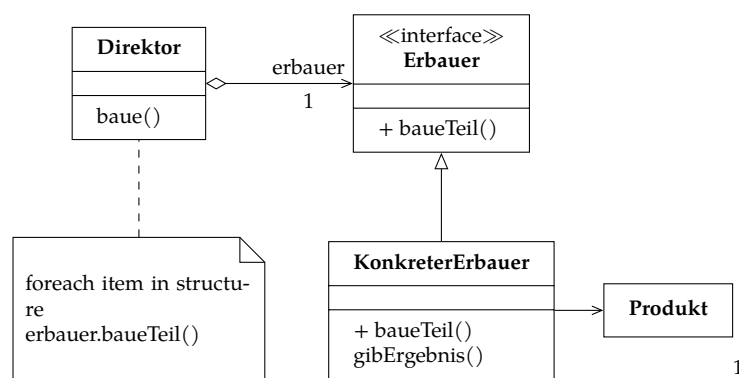 Direktor
baue()
erbauer
1
≪interface≫
Erbauer
+ baueTeil()
foreach item in structu-
re
erbauer.baueTeil()
KonkreterErbauer
+ baueTeil()
gibErgebnis()
Produkt
1